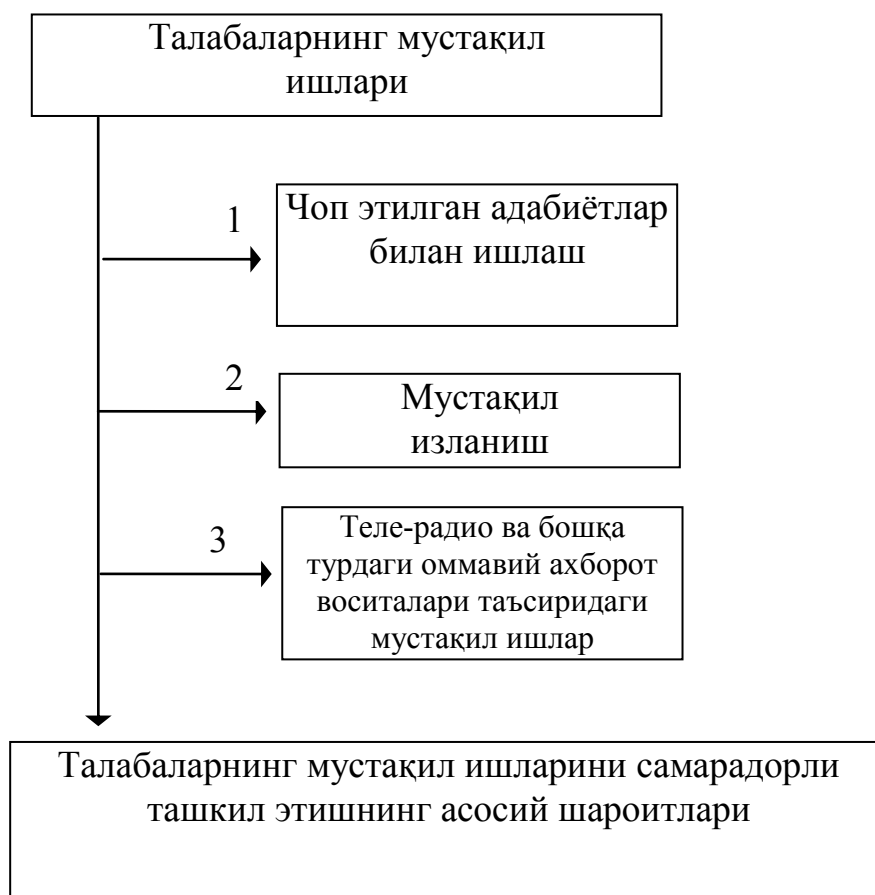 Талабаларнинг мустақил
ишлари
1
Чоп этилган адабиётлар
билан ишлаш
2
Мустақил
изланиш
3
Теле-радио ва бошқа
турдаги оммавий ахборот
воситалари таъсиридаги
мустақил ишлар
Талабаларнинг мустақил ишларини самарадорли
ташкил этишнинг асосий шароитлари